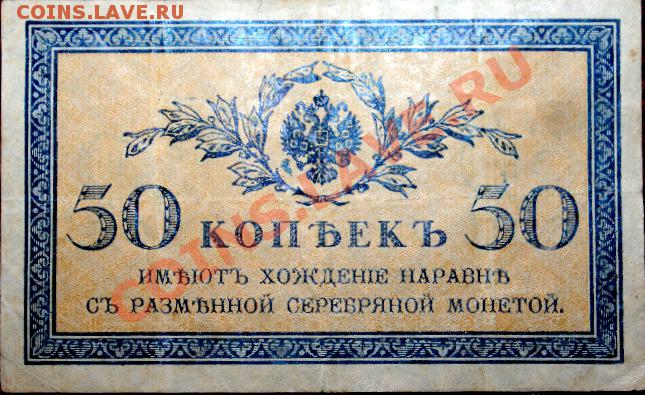 COINS.LAVE.RU
COINS.LAVE.RU
50 КОПѢЕКЪ 50
ИМѢЮТЪ ХОЖДЕНІЕ НАРАВНѢ
СЪ РАЗМѢННОЙ СЕРЕБРЯНОЙ МОНЕТОЙ.